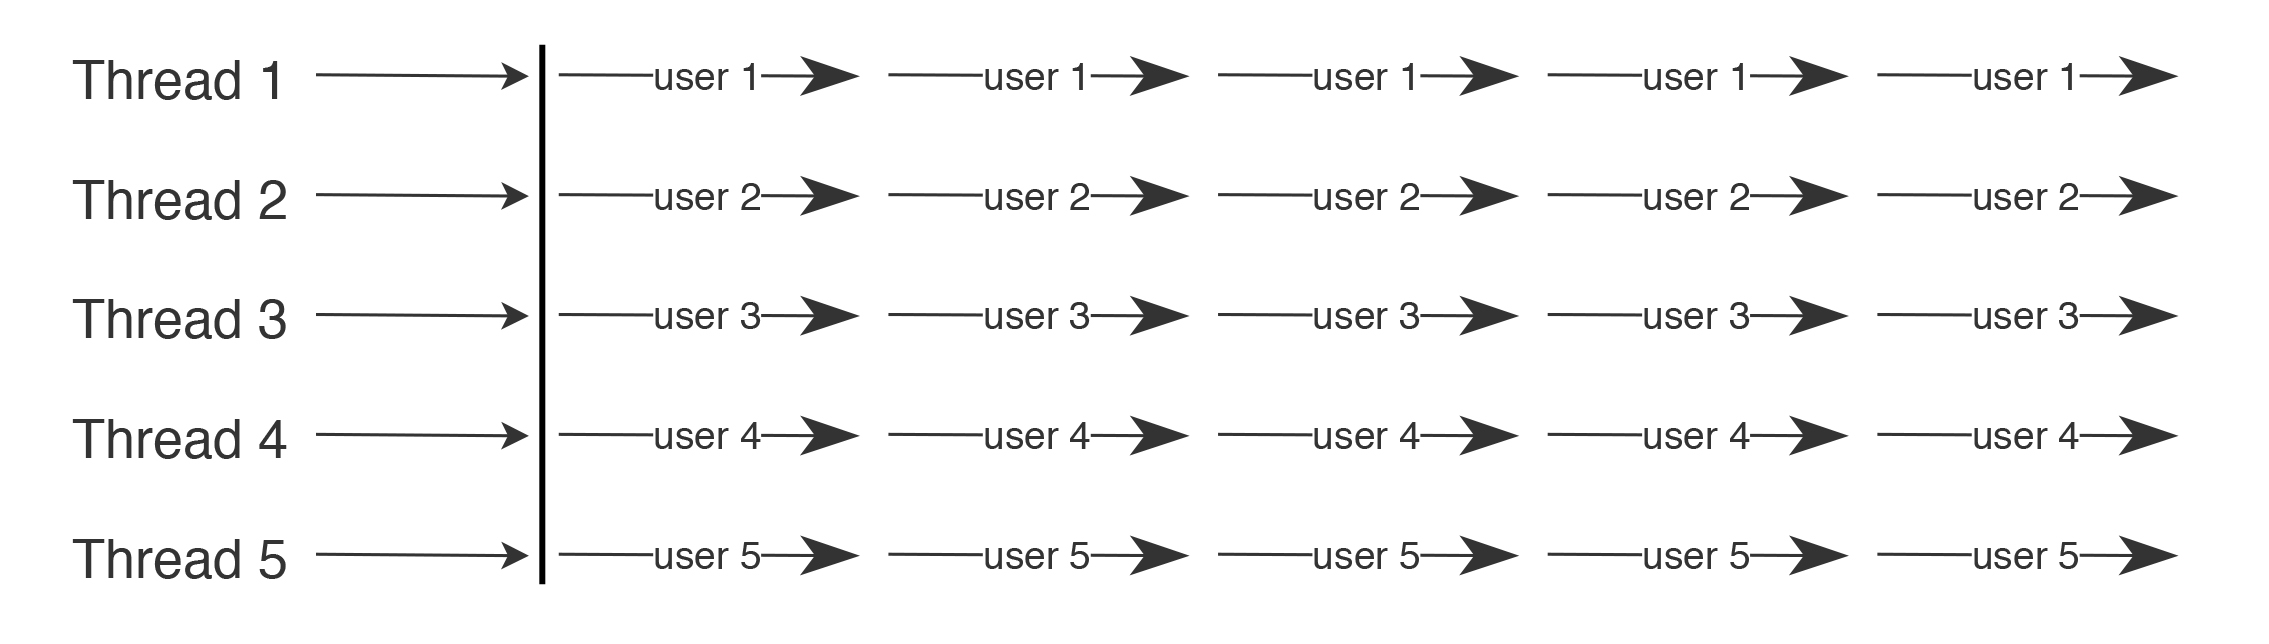 Thread 1 user 1 user 1 user 1 user 1 user 1
Thread 2 user 2 user 2 user 2 user 2 user 2
Thread 3 user 3 user 3 user 3 user 3 user 3
Thread 4 user 4 user 4 user 4 user 4 user 4
Thread 5 user 5 user 5 user 5 user 5 user 5